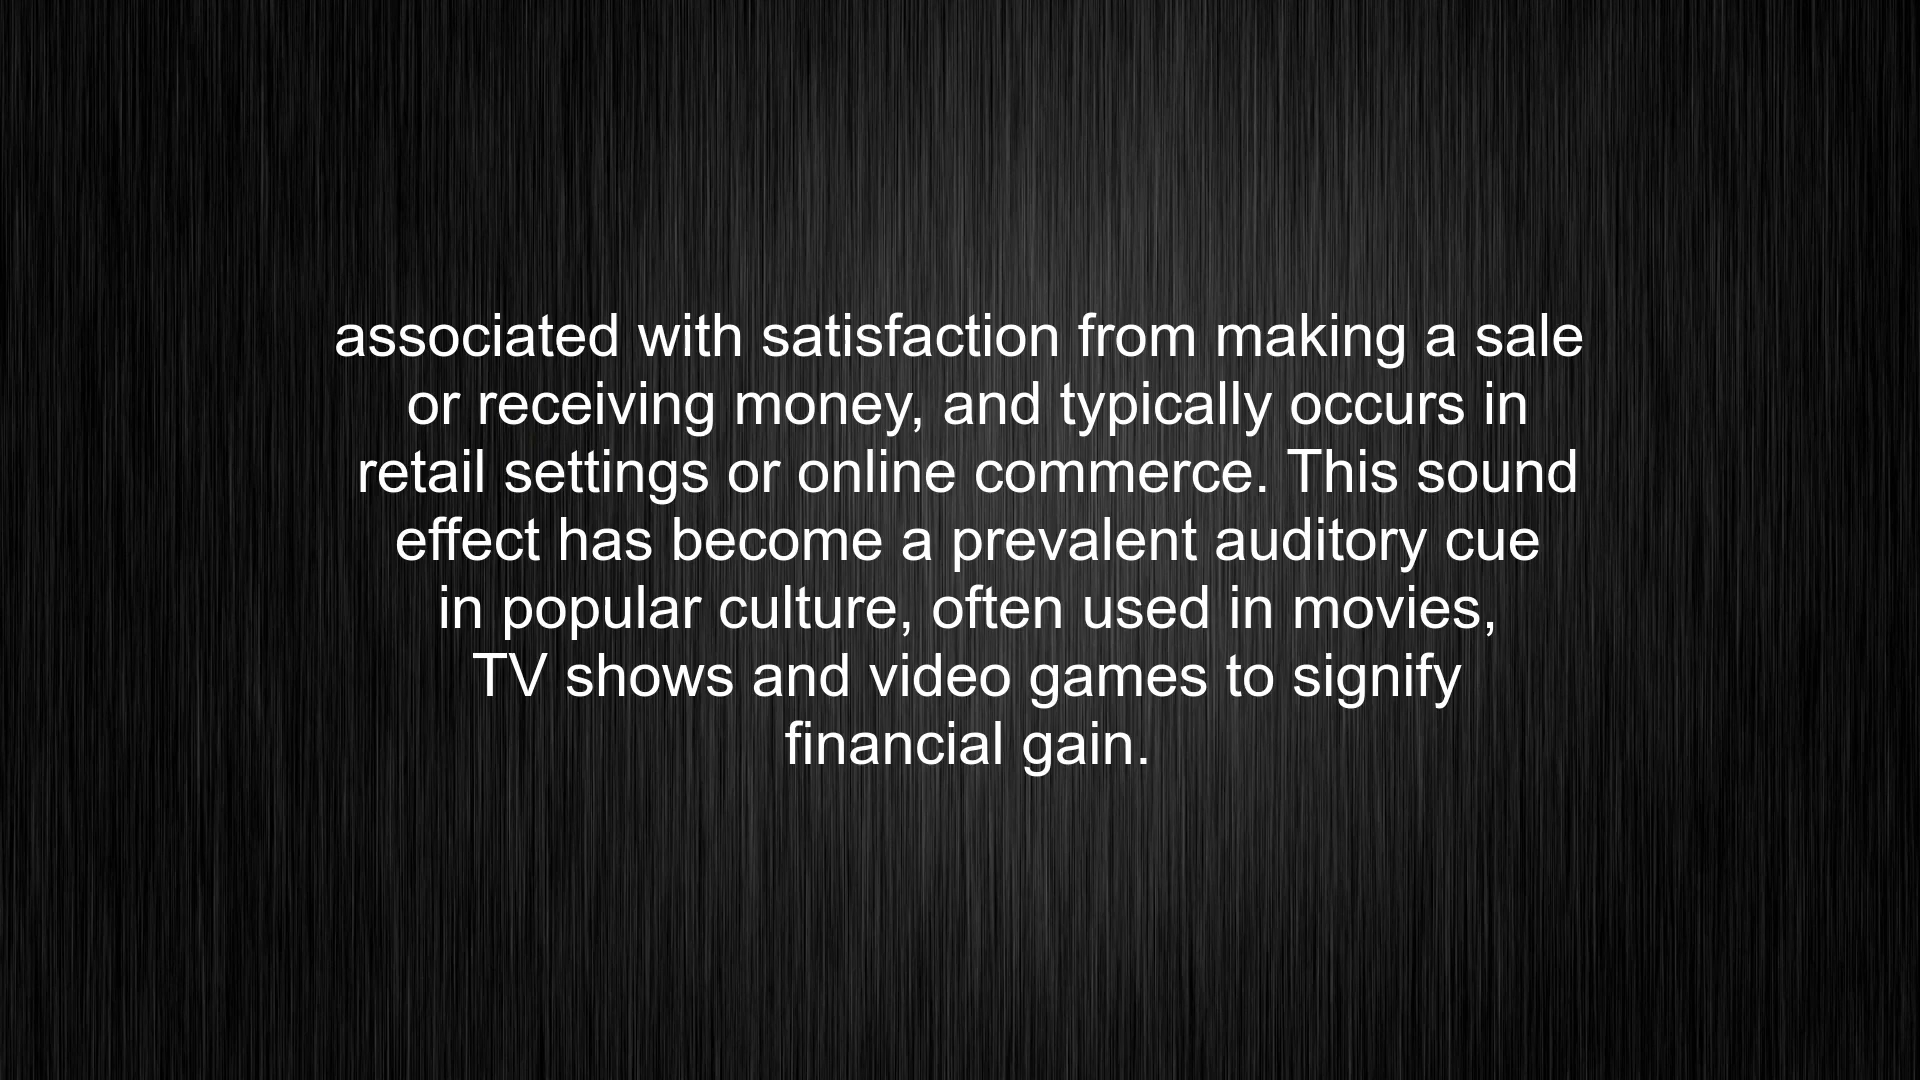 associated with satisfaction from making a sale
or receiving money, and typically occurs in
retail settings or online commerce. This sound
effect has become a prevalent auditory cue
in popular culture, often used in movies,
TV shows and video games to signify
financial gain.